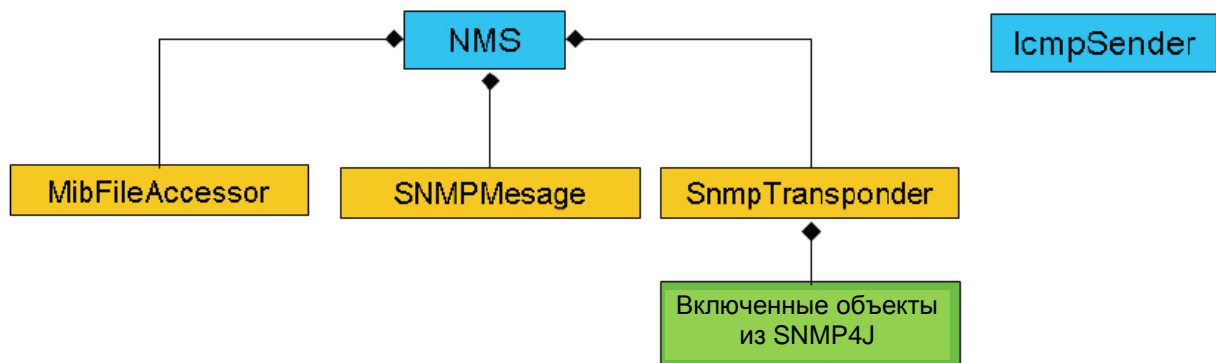 NMS
IcmpSender
MibFileAccessor
SNMPMesage
SnmpTransponder
Включенные объекты
из SNMP4J